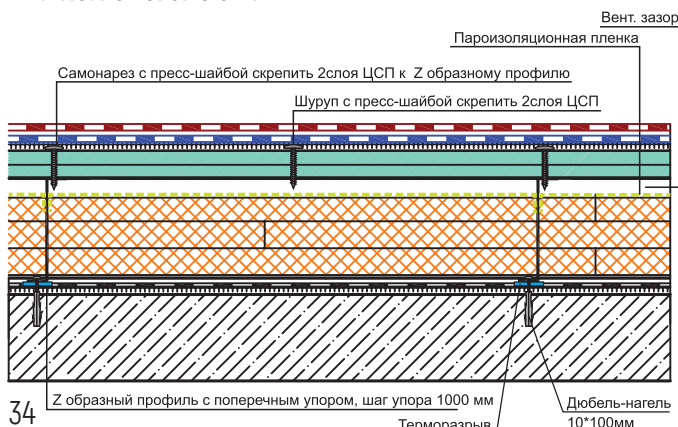 Вент. зазор
Пароизоляционная пленка
Самонарез с пресс-шайбой скрепить 2слоя ЦСП к Z образному профилю
Шуруп с пресс-шайбой скрепить 2слоя ЦСП
Z образный профиль с поперечным упором, шаг упора 1000 мм
34
Дюбель-нагель
Терморазрыв
10*100мм